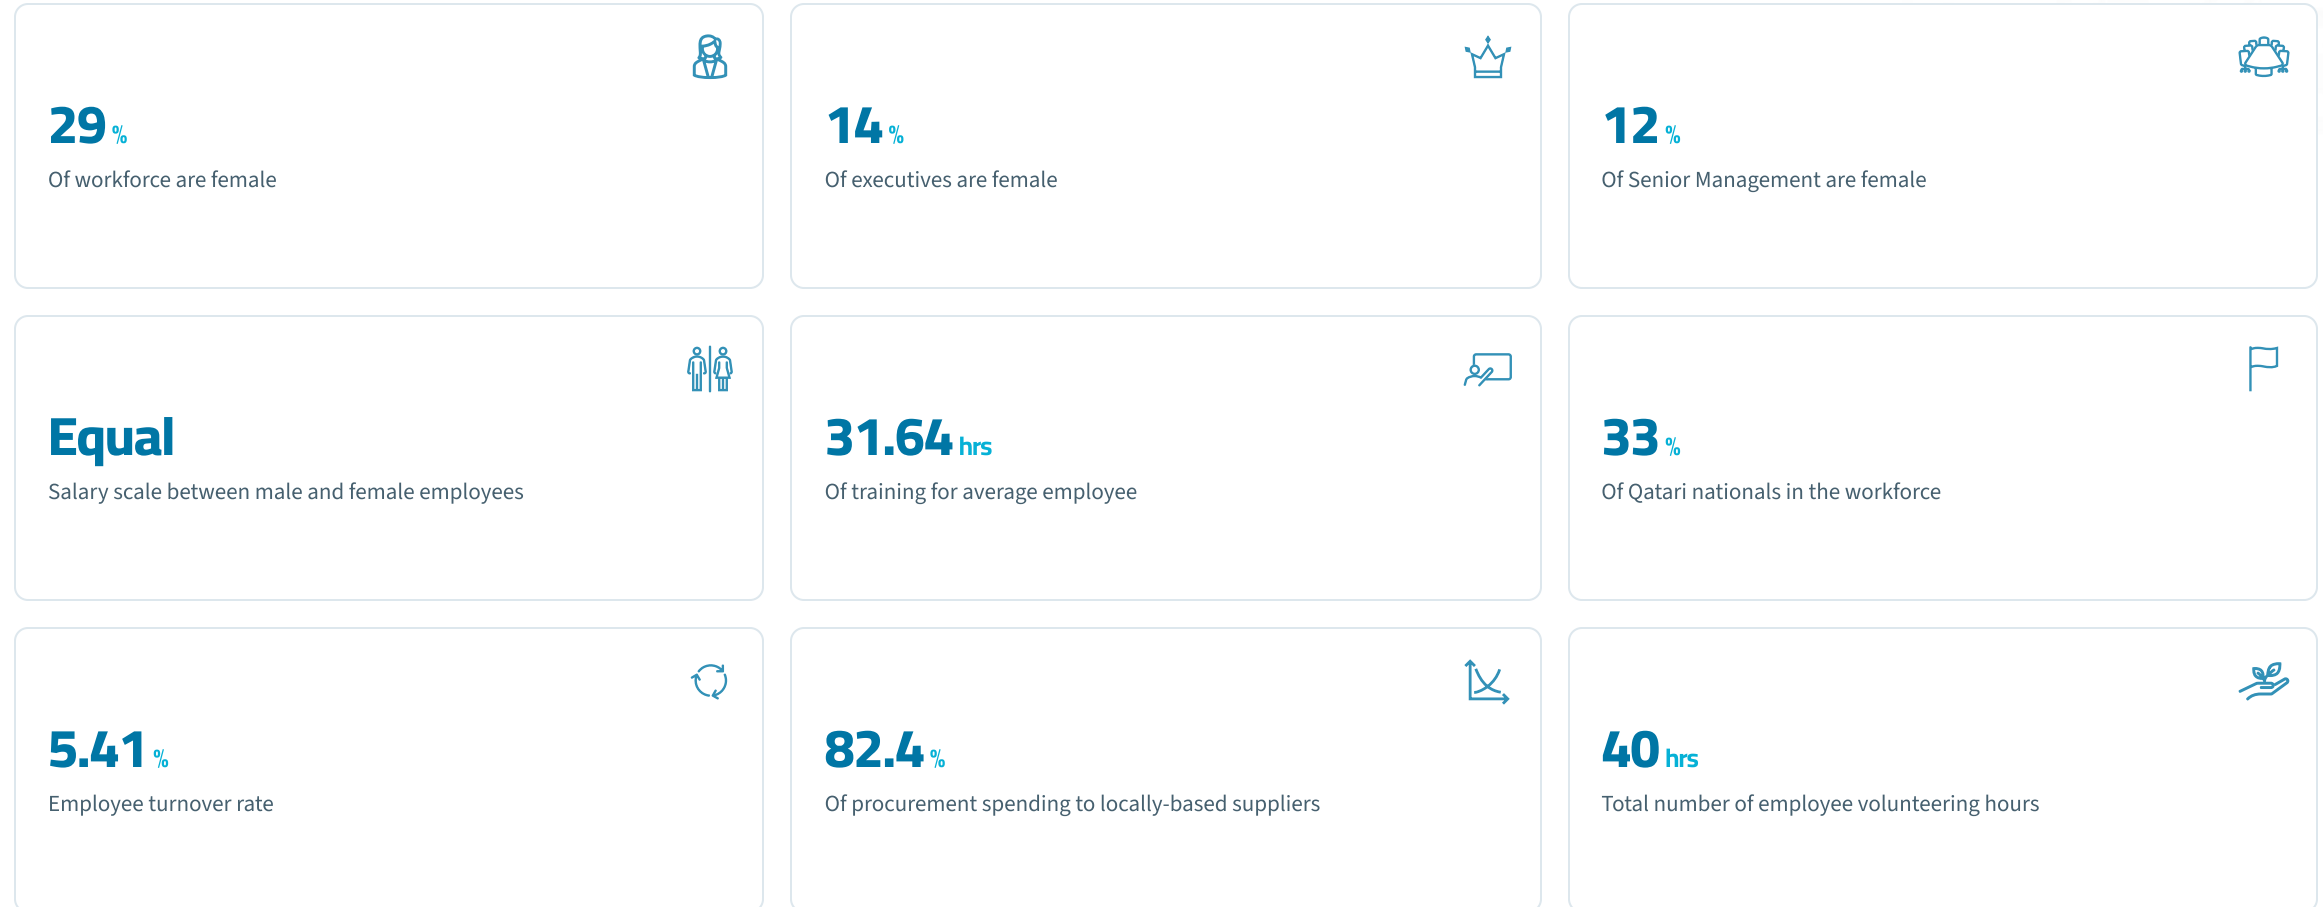 29 %
Of workforce are female
14 %
Of executives are female
12 %
Of Senior Management are female
Equal
Salary scale between male and female employees
31.64 hrs
Of training for average employee
33 %
Of Qatari nationals in the workforce
5.41 %
Employee turnover rate
82.4 %
Of procurement spending to locally-based suppliers
40 hrs
Total number of employee volunteering hours